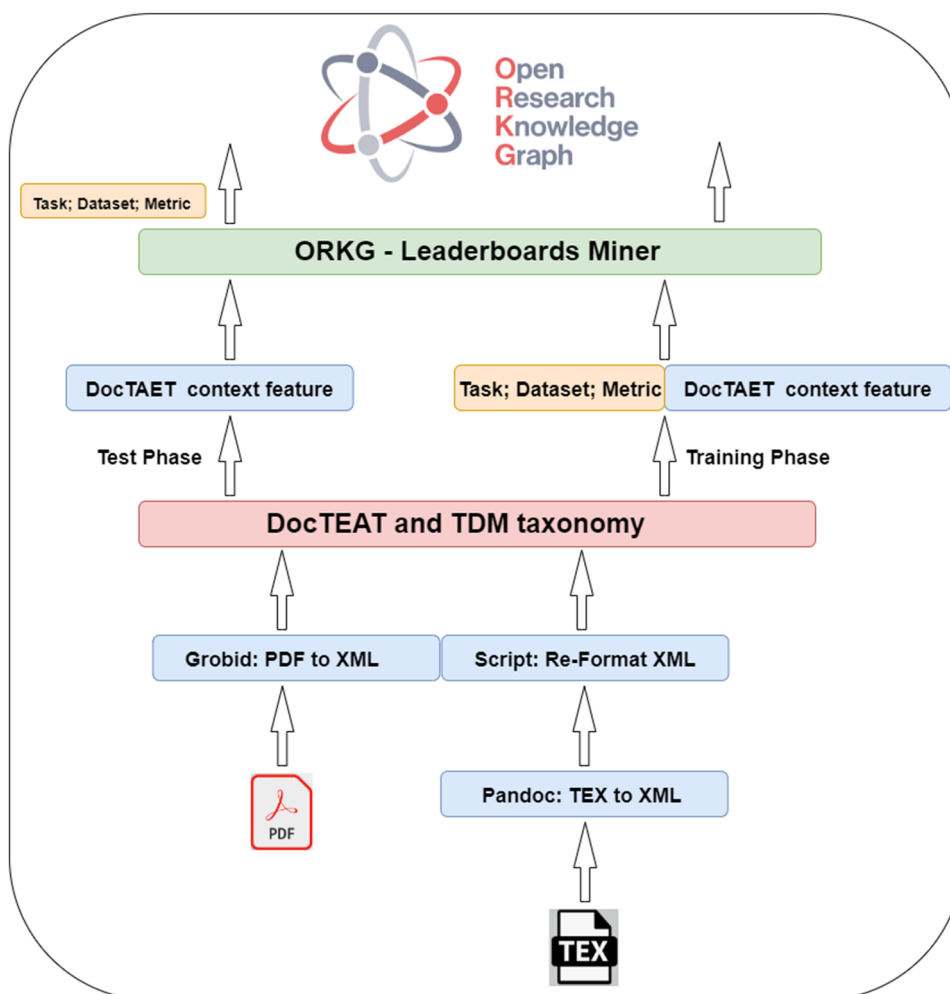 Open
Research
Knowledge
Graph
Task; Dataset; Metric
ORKG - Leaderboards Miner
DocTAET context feature
Task; Dataset; Metric
DocTAET context feature
Test Phase
Training Phase
DocTEAT and TDM taxonomy
Grobid: PDF to XML
Script: Re-Format XML
Pandoc: TEX to XML
PDF
TEX